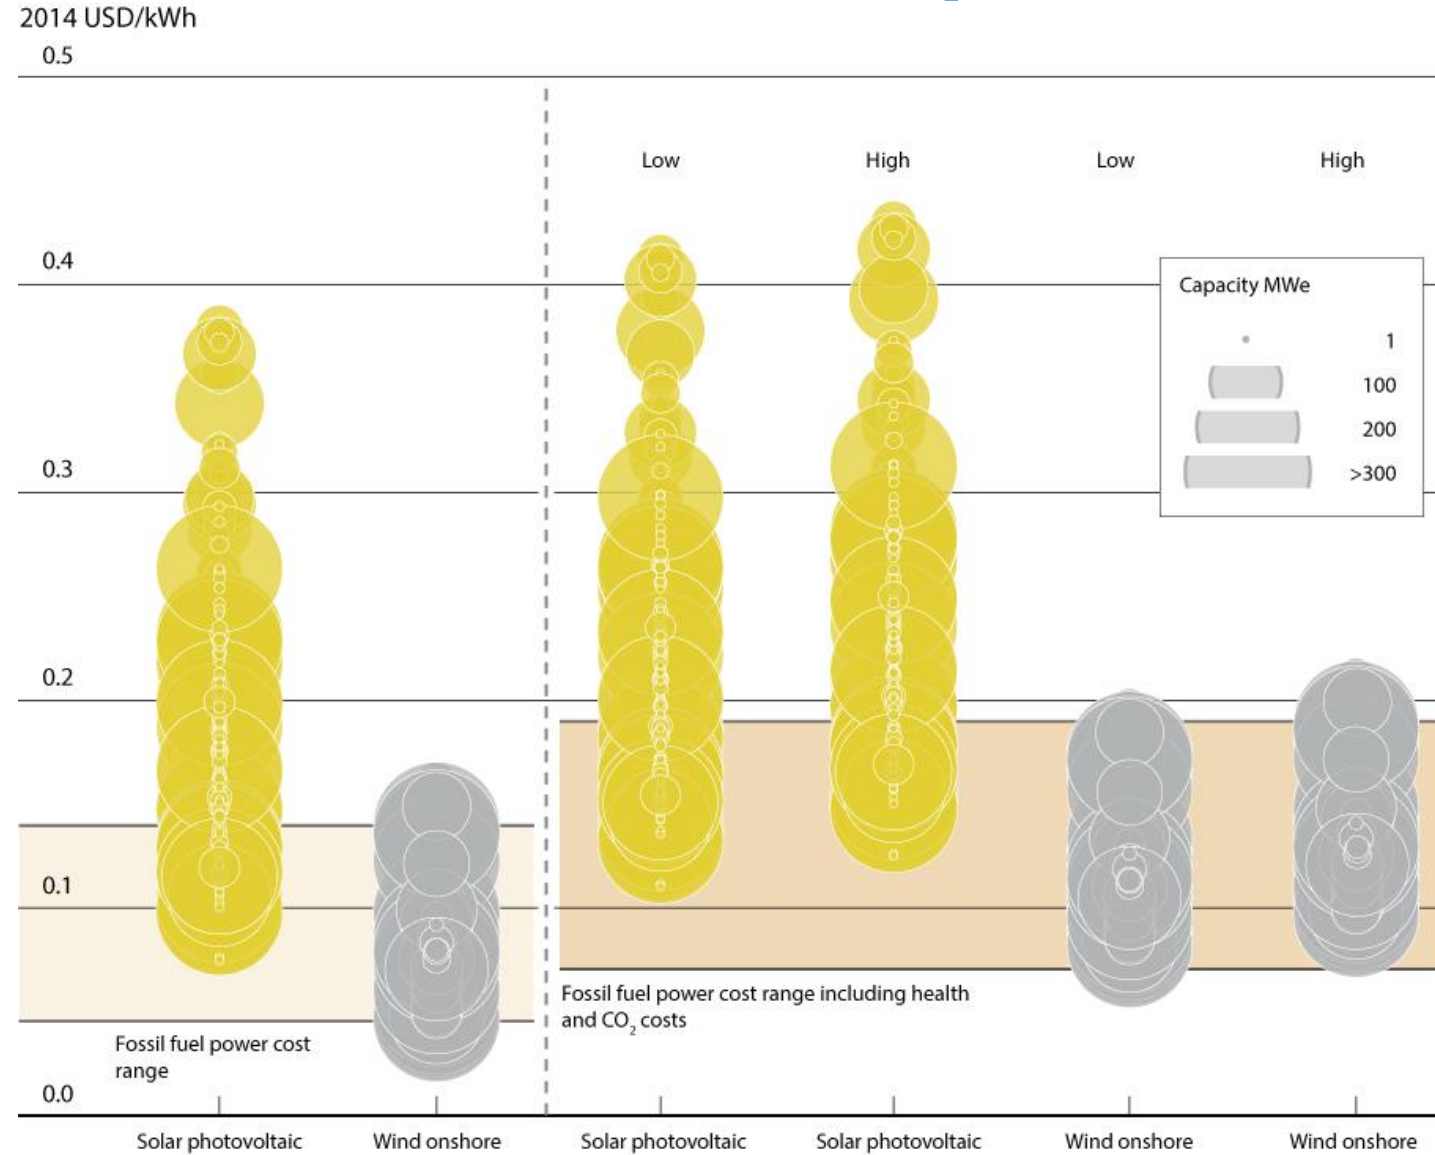 2014 USD/kWh
0.5
Low High Low High
0.4
Capacity MWe
1
100
200
>300
0.3
0.2
0.1
Fossil fuel power cost range including health
and CO2 costs
Fossil fuel power cost
range
0.0
Solar photovoltaic Wind onshore Solar photovoltaic Solar photovoltaic Wind onshore Wind onshore